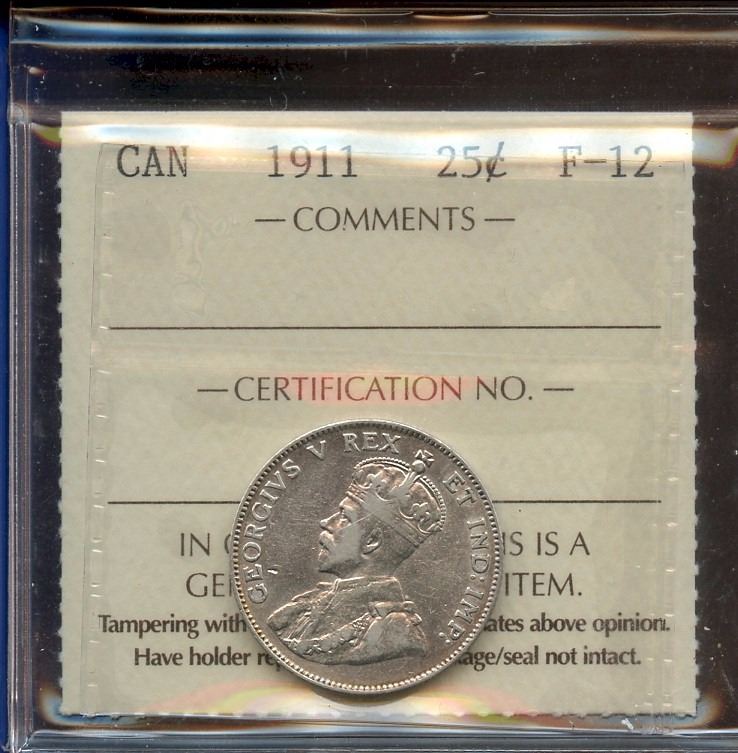 CAN 1911 25¢ F-12
— COMMENTS —
— CERTIFICATION NO. —
GEORGIVS V REX ET IND: IMP:
IN IS IS A
GE ITEM.
Tampering with ates above opinion.
Have holder re age/seal not intact.